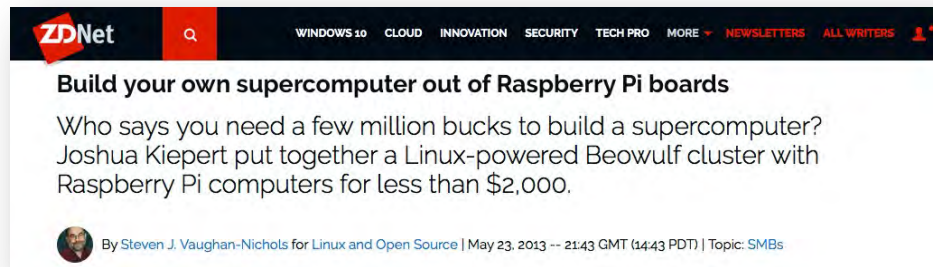 ZDNet WINDOWS 10 CLOUD INNOVATION SECURITY TECH PRO MORE NEWSLETTERS ALL WRITERS
Build your own supercomputer out of Raspberry Pi boards
Who says you need a few million bucks to build a supercomputer?
Joshua Kiepert put together a Linux-powered Beowulf cluster with
Raspberry Pi computers for less than $2,000.
By Steven J. Vaughan-Nichols for Linux and Open Source | May 23, 2013 -- 21:43 GMT (14:43 PDT) | Topic: SMBs